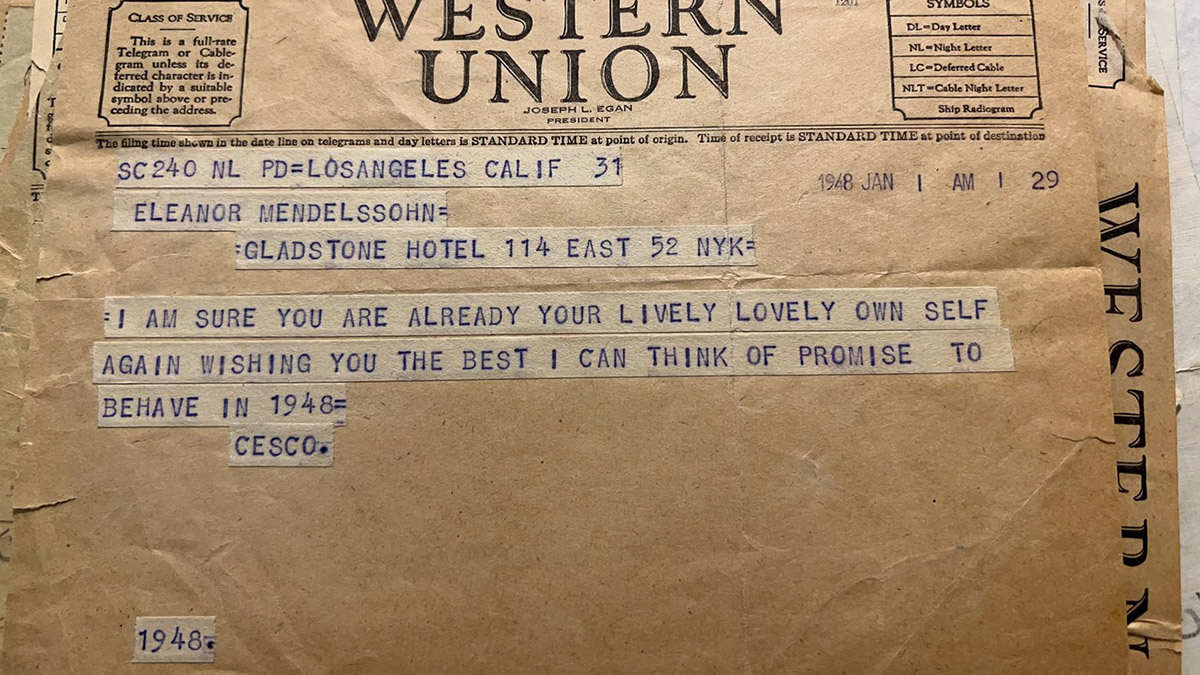 CLASS OF SERVICE
This is a full-rate
Telegram or Cable-
gram unless its de-
ferred character is in-
dicated by a suitable
symbol above or pre-
ceding the address.
WESTERN
UNION
JOSEPH L. EGAN
PRESIDENT
1201
SYMBOLS
DL=Day Letter
NL=Night Letter
LC=Deferred Cable
NLT=Cable Night Letter
Ship Radiogram
The filing time shown in the date line on telegrams and day letters is STANDARD TIME at point of origin. Time of receipt is STANDARD TIME at point of destination
SC240 NL PD=LOSANGELES CALIF 31
1948 JAN 1 AM 1 29
ELEANOR MENDELSSOHN=
=GLADSTONE HOTEL 114 EAST 52 NYK=
=I AM SURE YOU ARE ALREADY YOUR LIVELY LOVELY OWN SELF
AGAIN WISHING YOU THE BEST I CAN THINK OF PROMISE TO
BEHAVE IN 1948=
CESCO.
1948.
SERVICE
WESTERN